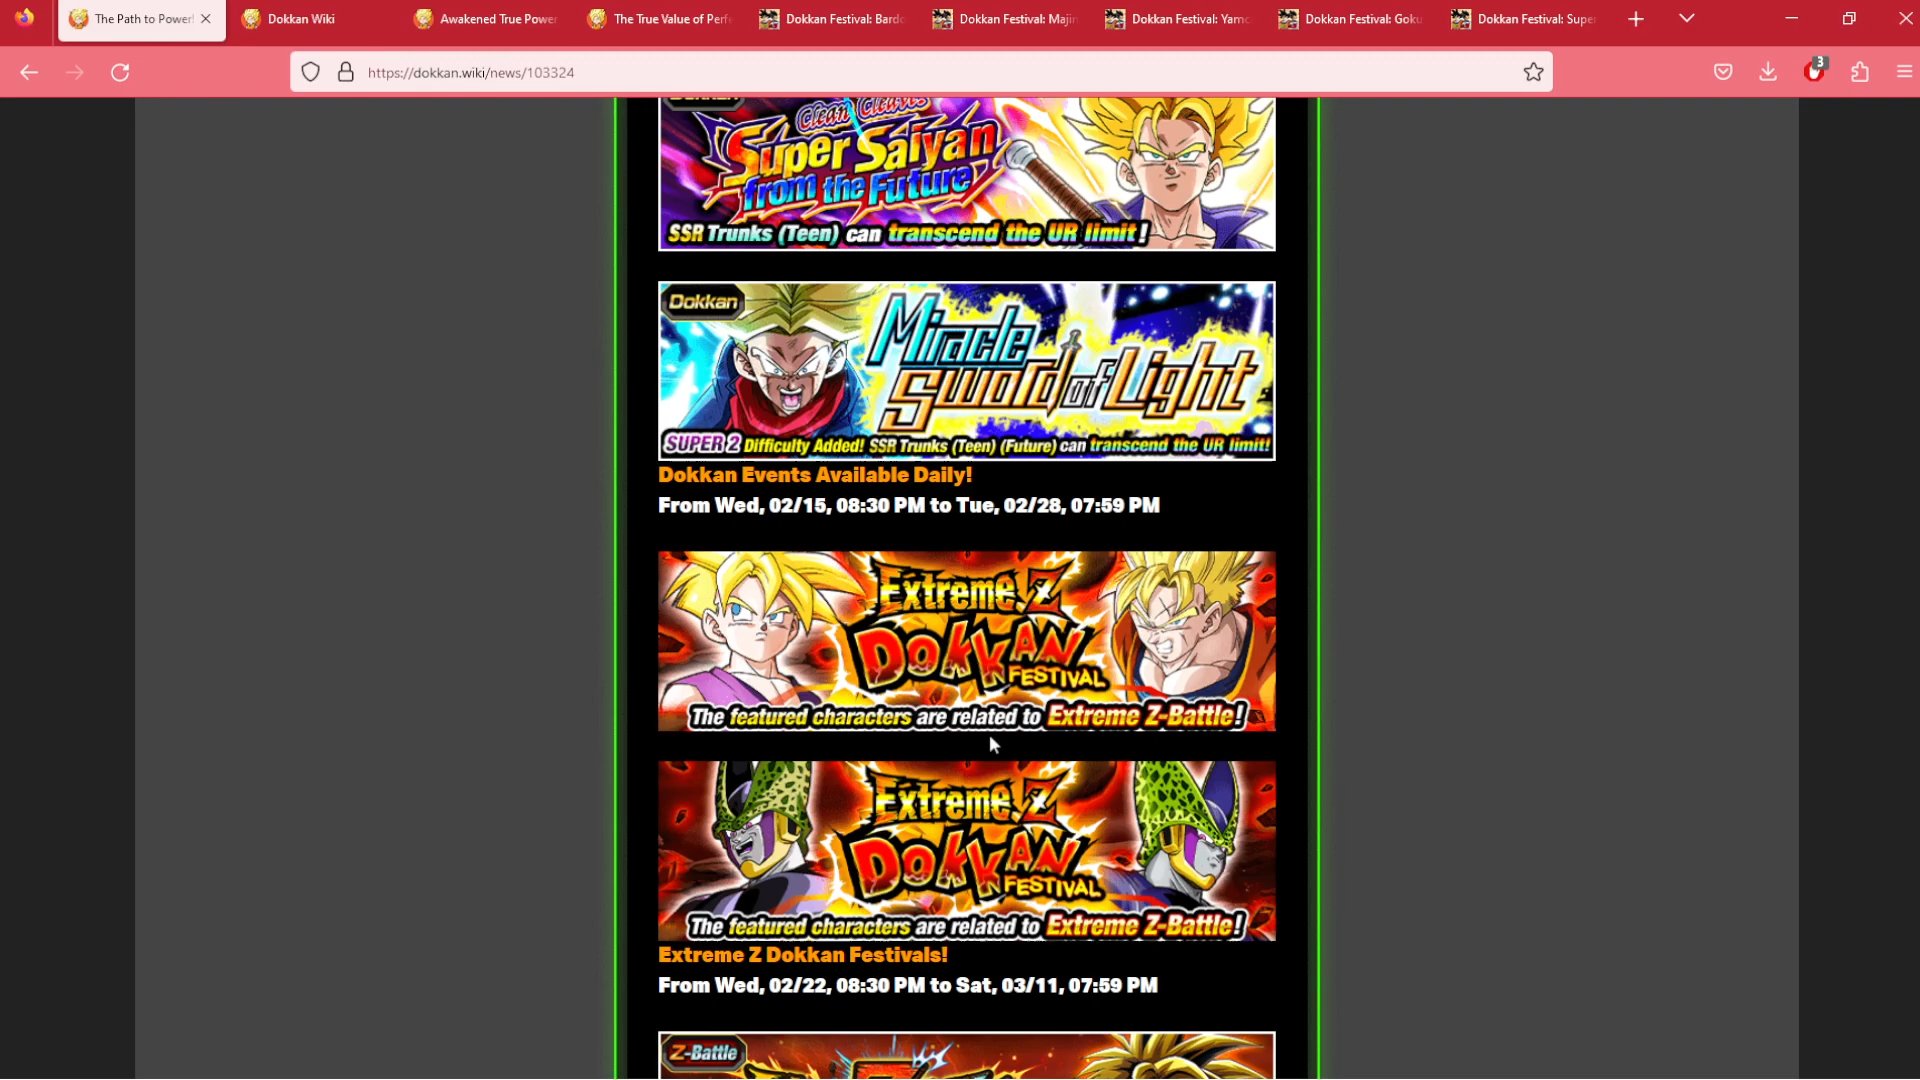 The Path to Power!
Dokkan Wiki
Awakened True Power
The True Value of Perfe
Dokkan Festival: Bardo
Dokkan Festival: Majin
Dokkan Festival: Yamc
Dokkan Festival: Goku
Dokkan Festival: Supe
https://dokkan.wiki/news/103324
3
Dokkan
Clean Cleaves
Super Saiyan
from the Future
SSR Trunks (Teen) can transcend the UR limit!
Dokkan
Miracle
Sword of Light
SUPER 2 Difficulty Added! SSR Trunks (Teen) (Future) can transcend the UR limit!
Dokkan Events Available Daily!
From Wed, 02/15, 08:30 PM to Tue, 02/28, 07:59 PM
Extreme Z
DOKKAN
FESTIVAL
The featured characters are related to Extreme Z-Battle!
Extreme Z
DOKKAN
FESTIVAL
The featured characters are related to Extreme Z-Battle!
Extreme Z Dokkan Festivals!
From Wed, 02/22, 08:30 PM to Sat, 03/11, 07:59 PM
Z-Battle